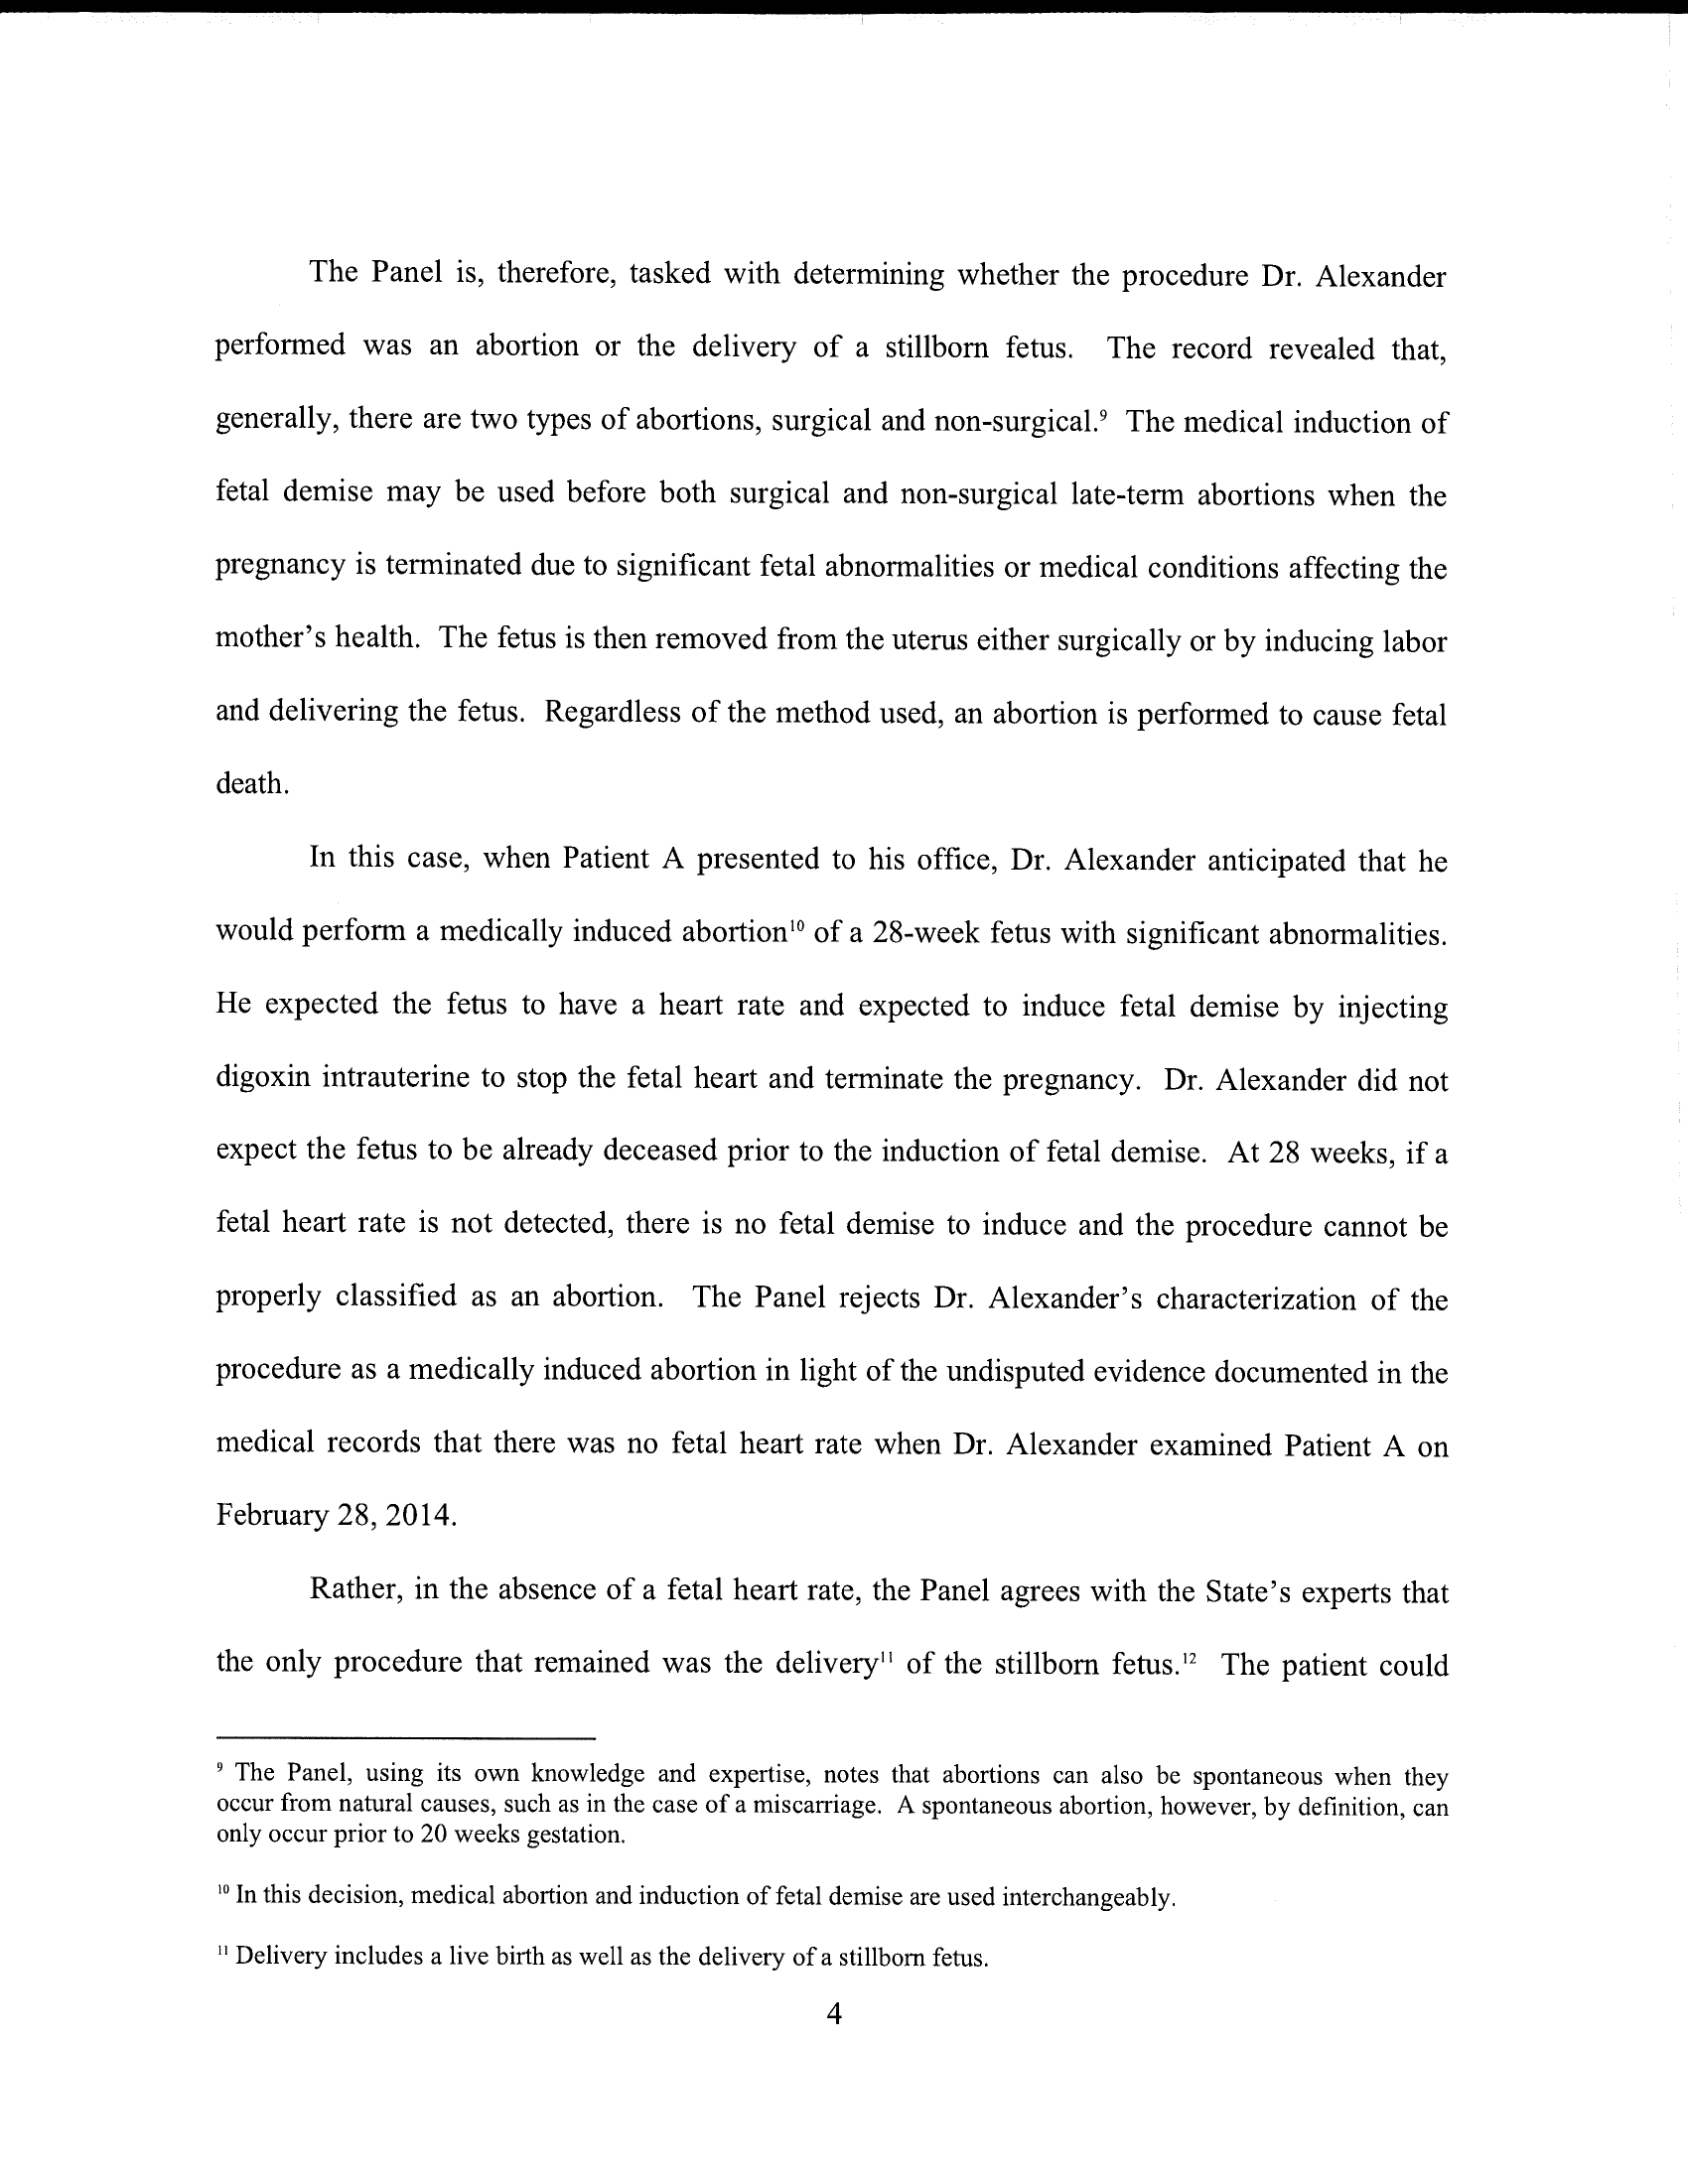 The Panel is, therefore, tasked with determining whether the procedure Dr. Alexander
performed was an abortion or the delivery of a stillborn fetus. The record revealed that,
generally, there are two types of abortions, surgical and non-surgical.⁹ The medical induction of
fetal demise may be used before both surgical and non-surgical late-term abortions when the
pregnancy is terminated due to significant fetal abnormalities or medical conditions affecting the
mother’s health. The fetus is then removed from the uterus either surgically or by inducing labor
and delivering the fetus. Regardless of the method used, an abortion is performed to cause fetal
death.
In this case, when Patient A presented to his office, Dr. Alexander anticipated that he
would perform a medically induced abortion¹⁰ of a 28-week fetus with significant abnormalities.
He expected the fetus to have a heart rate and expected to induce fetal demise by injecting
digoxin intrauterine to stop the fetal heart and terminate the pregnancy. Dr. Alexander did not
expect the fetus to be already deceased prior to the induction of fetal demise. At 28 weeks, if a
fetal heart rate is not detected, there is no fetal demise to induce and the procedure cannot be
properly classified as an abortion. The Panel rejects Dr. Alexander’s characterization of the
procedure as a medically induced abortion in light of the undisputed evidence documented in the
medical records that there was no fetal heart rate when Dr. Alexander examined Patient A on
February 28, 2014.
Rather, in the absence of a fetal heart rate, the Panel agrees with the State’s experts that
the only procedure that remained was the delivery¹¹ of the stillborn fetus.¹² The patient could
⁹ The Panel, using its own knowledge and expertise, notes that abortions can also be spontaneous when they
occur from natural causes, such as in the case of a miscarriage. A spontaneous abortion, however, by definition, can
only occur prior to 20 weeks gestation.
¹⁰ In this decision, medical abortion and induction of fetal demise are used interchangeably.
¹¹ Delivery includes a live birth as well as the delivery of a stillborn fetus.
4